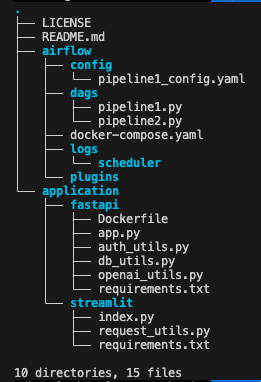 .
├── LICENSE
├── README.md
├── airflow
│   ├── config
│   │   └── pipeline1_config.yaml
│   ├── dags
│   │   ├── pipeline1.py
│   │   └── pipeline2.py
│   ├── docker-compose.yaml
│   ├── logs
│   │   └── scheduler
│   └── plugins
└── application
    ├── fastapi
    │   ├── Dockerfile
    │   ├── app.py
    │   ├── auth_utils.py
    │   ├── db_utils.py
    │   ├── openai_utils.py
    │   └── requirements.txt
    └── streamlit
        ├── index.py
        ├── request_utils.py
        └── requirements.txt

10 directories, 15 files